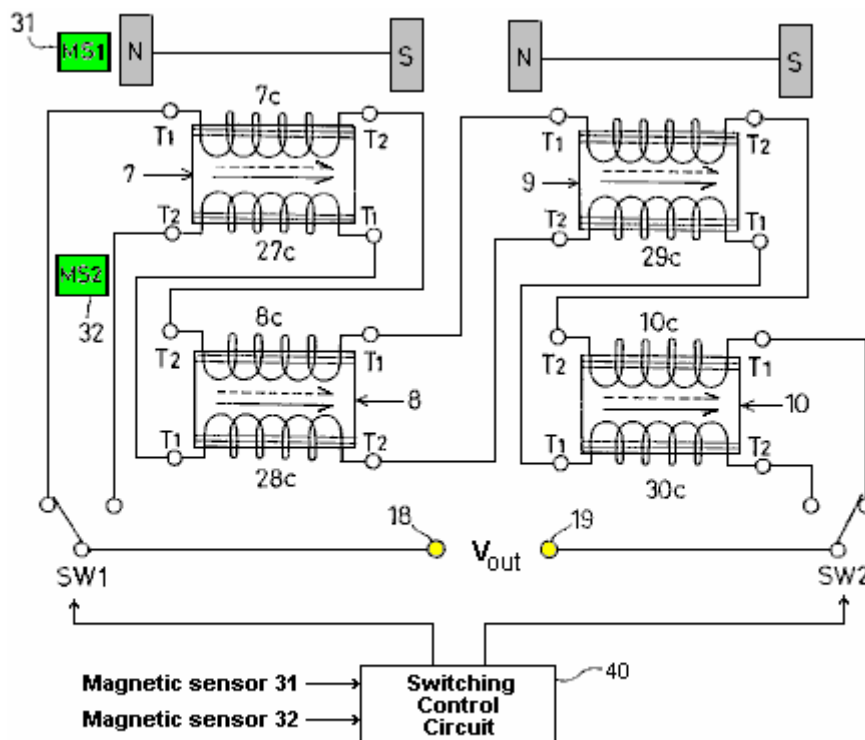 31
MS1
N
S
N
S
7c
T1
T2
T1
T2
7
9
T2
T1
T2
T1
27c
29c
MS2
32
8c
10c
T2
T1
T2
T1
8
10
T1
T2
T1
T2
28c
30c
18
19
Vout
SW1
SW2
40
Magnetic sensor 31
Magnetic sensor 32
Switching
Control
Circuit